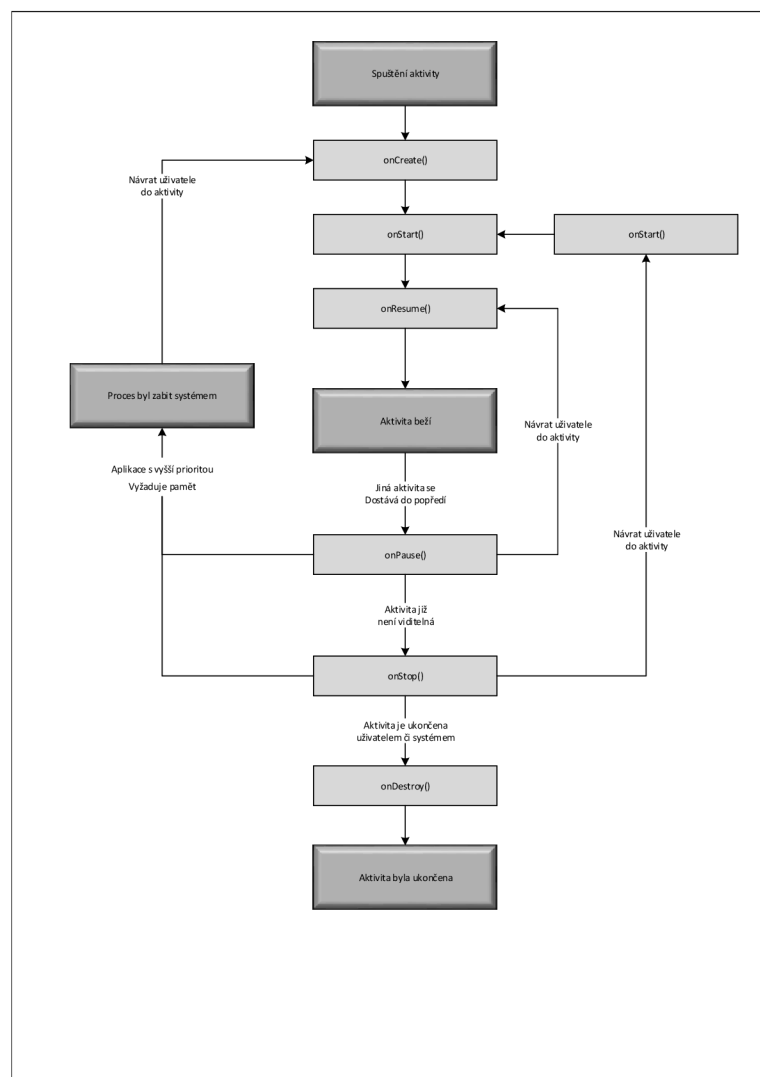 Spuštění aktivity
onCreate()
Návrat uživatele
do aktivity
onStart()
onStart()
onResume()
Proces byl zabit systémem
Aktivita beží
Návrat uživatele
do aktivity
Aplikace s vyšší prioritou
Vyžaduje pamět
Jiná aktivita se
Dostává do popředí
Návrat uživatele
do aktivity
onPause()
Aktivita již
není viditelná
onStop()
Aktivita je ukončena
uživatelem či systémem
onDestroy()
Aktivita byla ukončena